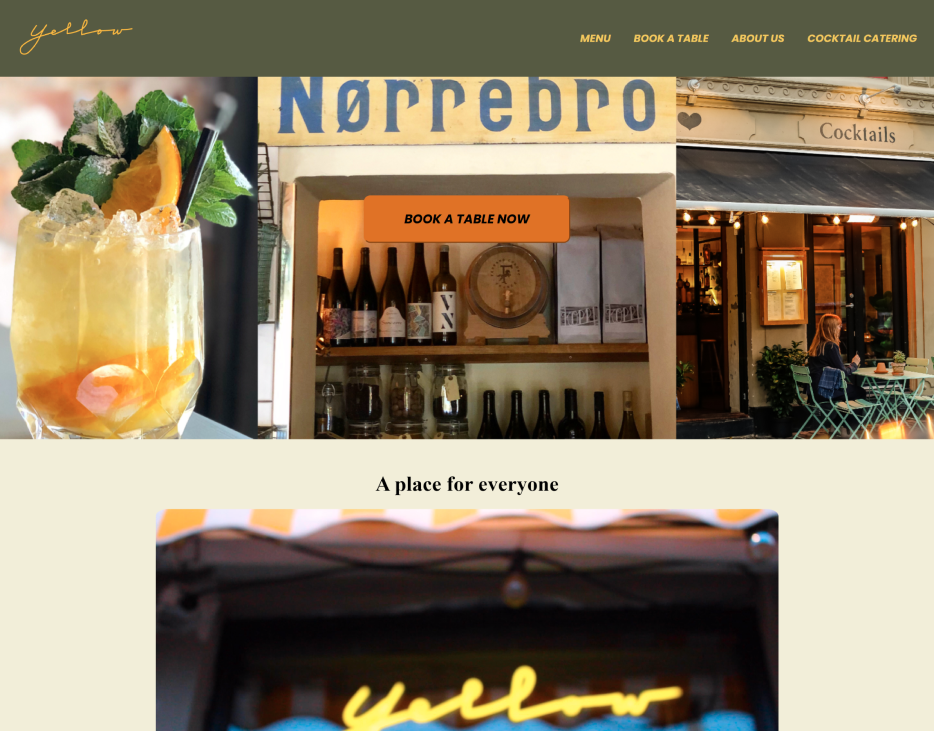 yellow
MENU
BOOK A TABLE
ABOUT US
COCKTAIL CATERING
Nørrebro
Cocktails
BOOK A TABLE NOW
A place for everyone
yellow